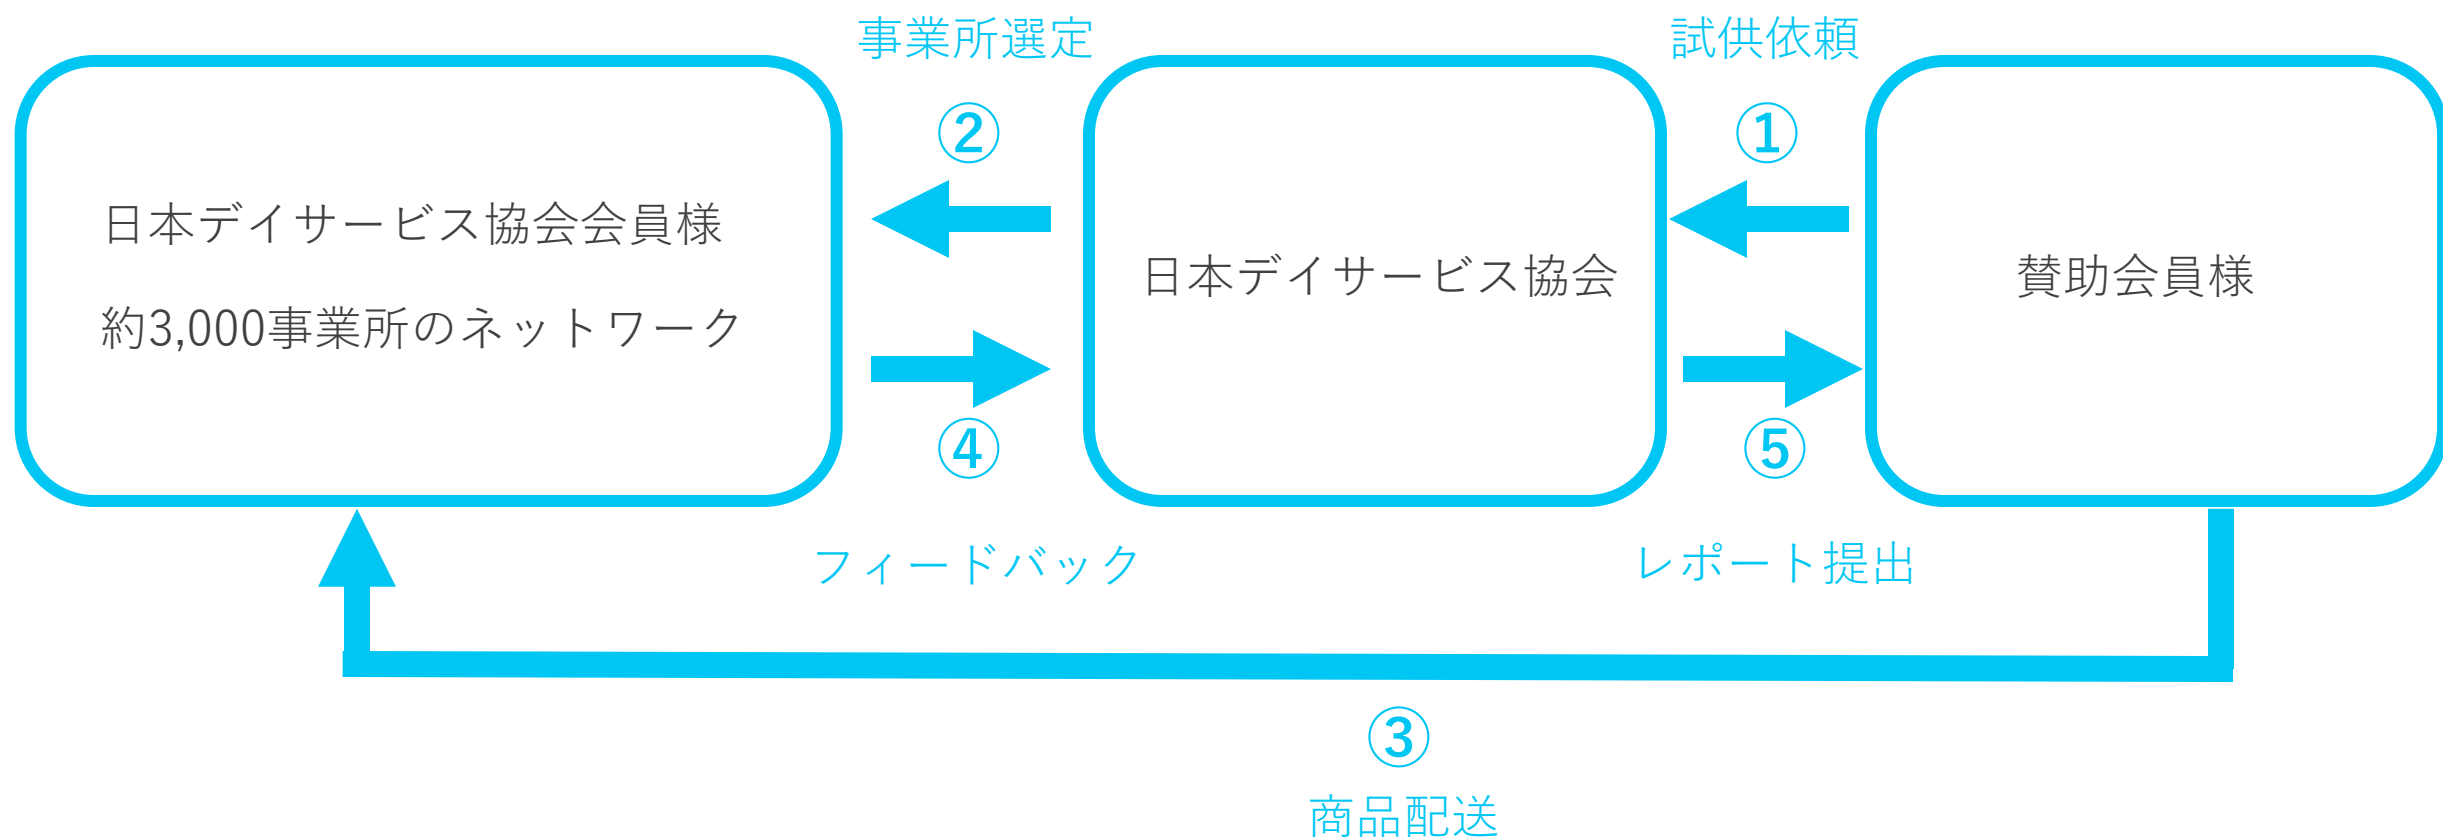 事業所選定
試供依頼
②
①
日本デイサービス協会会員様
約3,000事業所のネットワーク
日本デイサービス協会
賛助会員様
④
⑤
フィードバック
レポート提出
③
商品配送